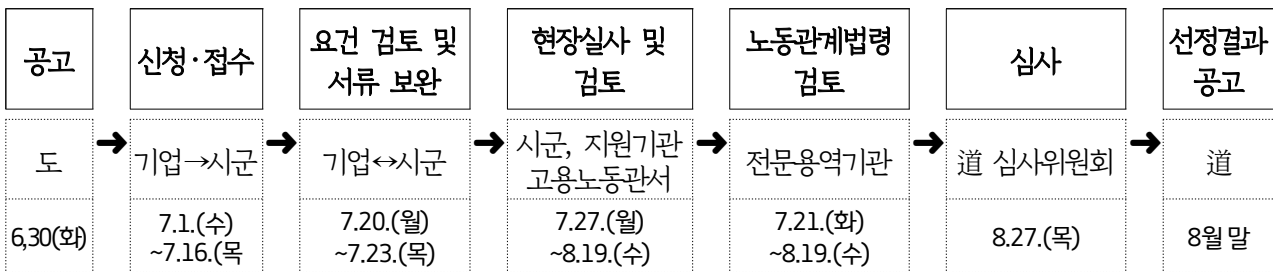 공고
신청·접수
요건 검토 및
서류 보완
현장실사 및
검토
노동관계법령
검토
심사
선정결과
공고
도
기업→시군
기업↔시군
시군, 지원기관
고용노동관서
전문용역기관
道 심사위원회
道
6,30(화)
7.1.(수)
~7.16.(목
7.20.(월)
~7.23.(목)
7.27.(월)
~8.19.(수)
7.21.(화)
~8.19.(수)
8.27.(목)
8월 말